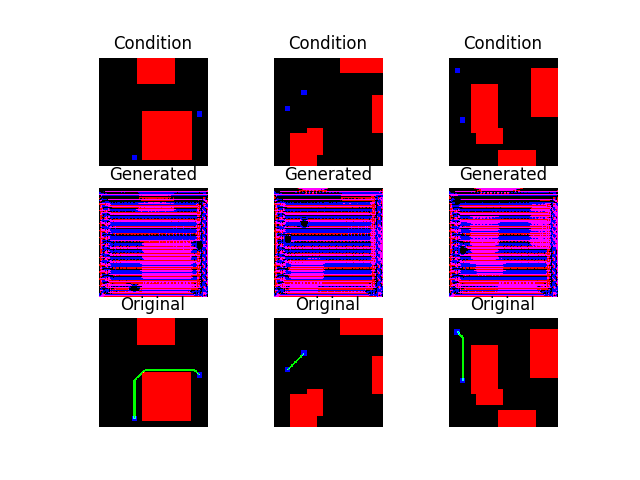 Condition Condition Condition
Generated Generated Generated
Original Original Original